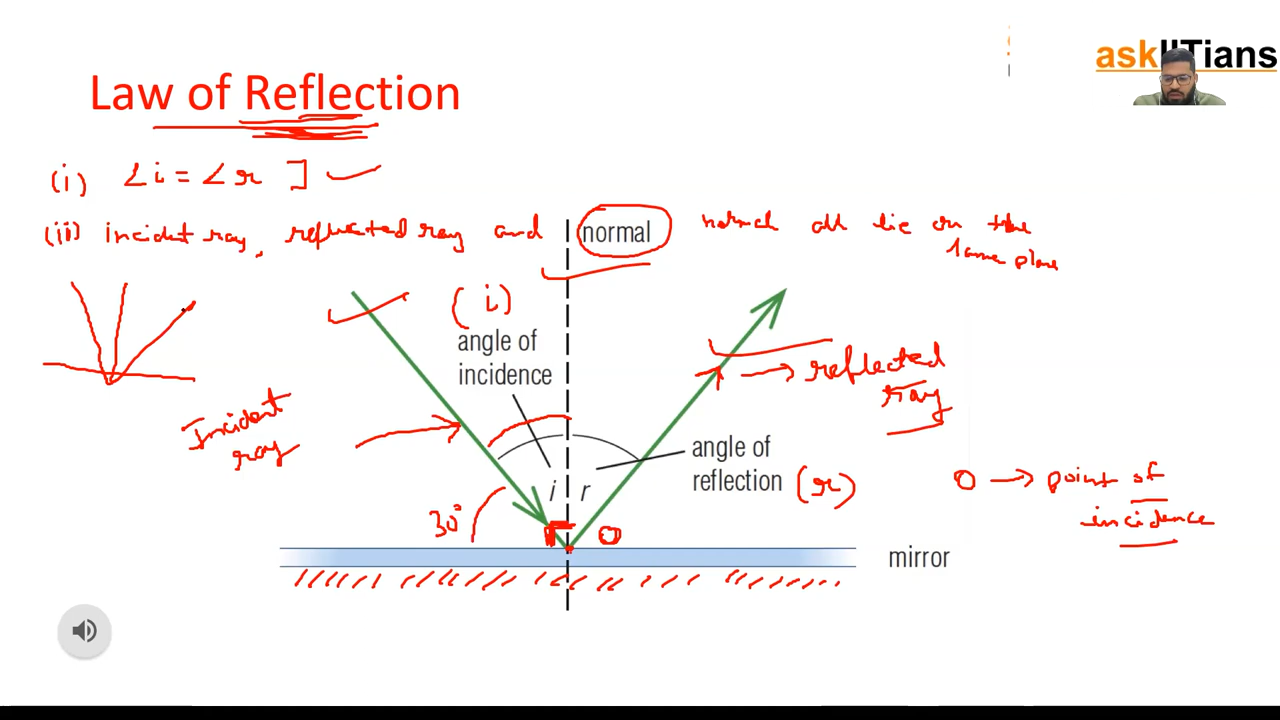 askIITians
Law of Reflection
(i) ∠i = ∠r ]
(ii) incident ray, reflected ray and normal normal all lie on the
same plane
(i)
angle of
incidence
reflected
ray
Incident
ray
angle of
reflection (r)
i r
30°
O
O → point of
incidence
mirror